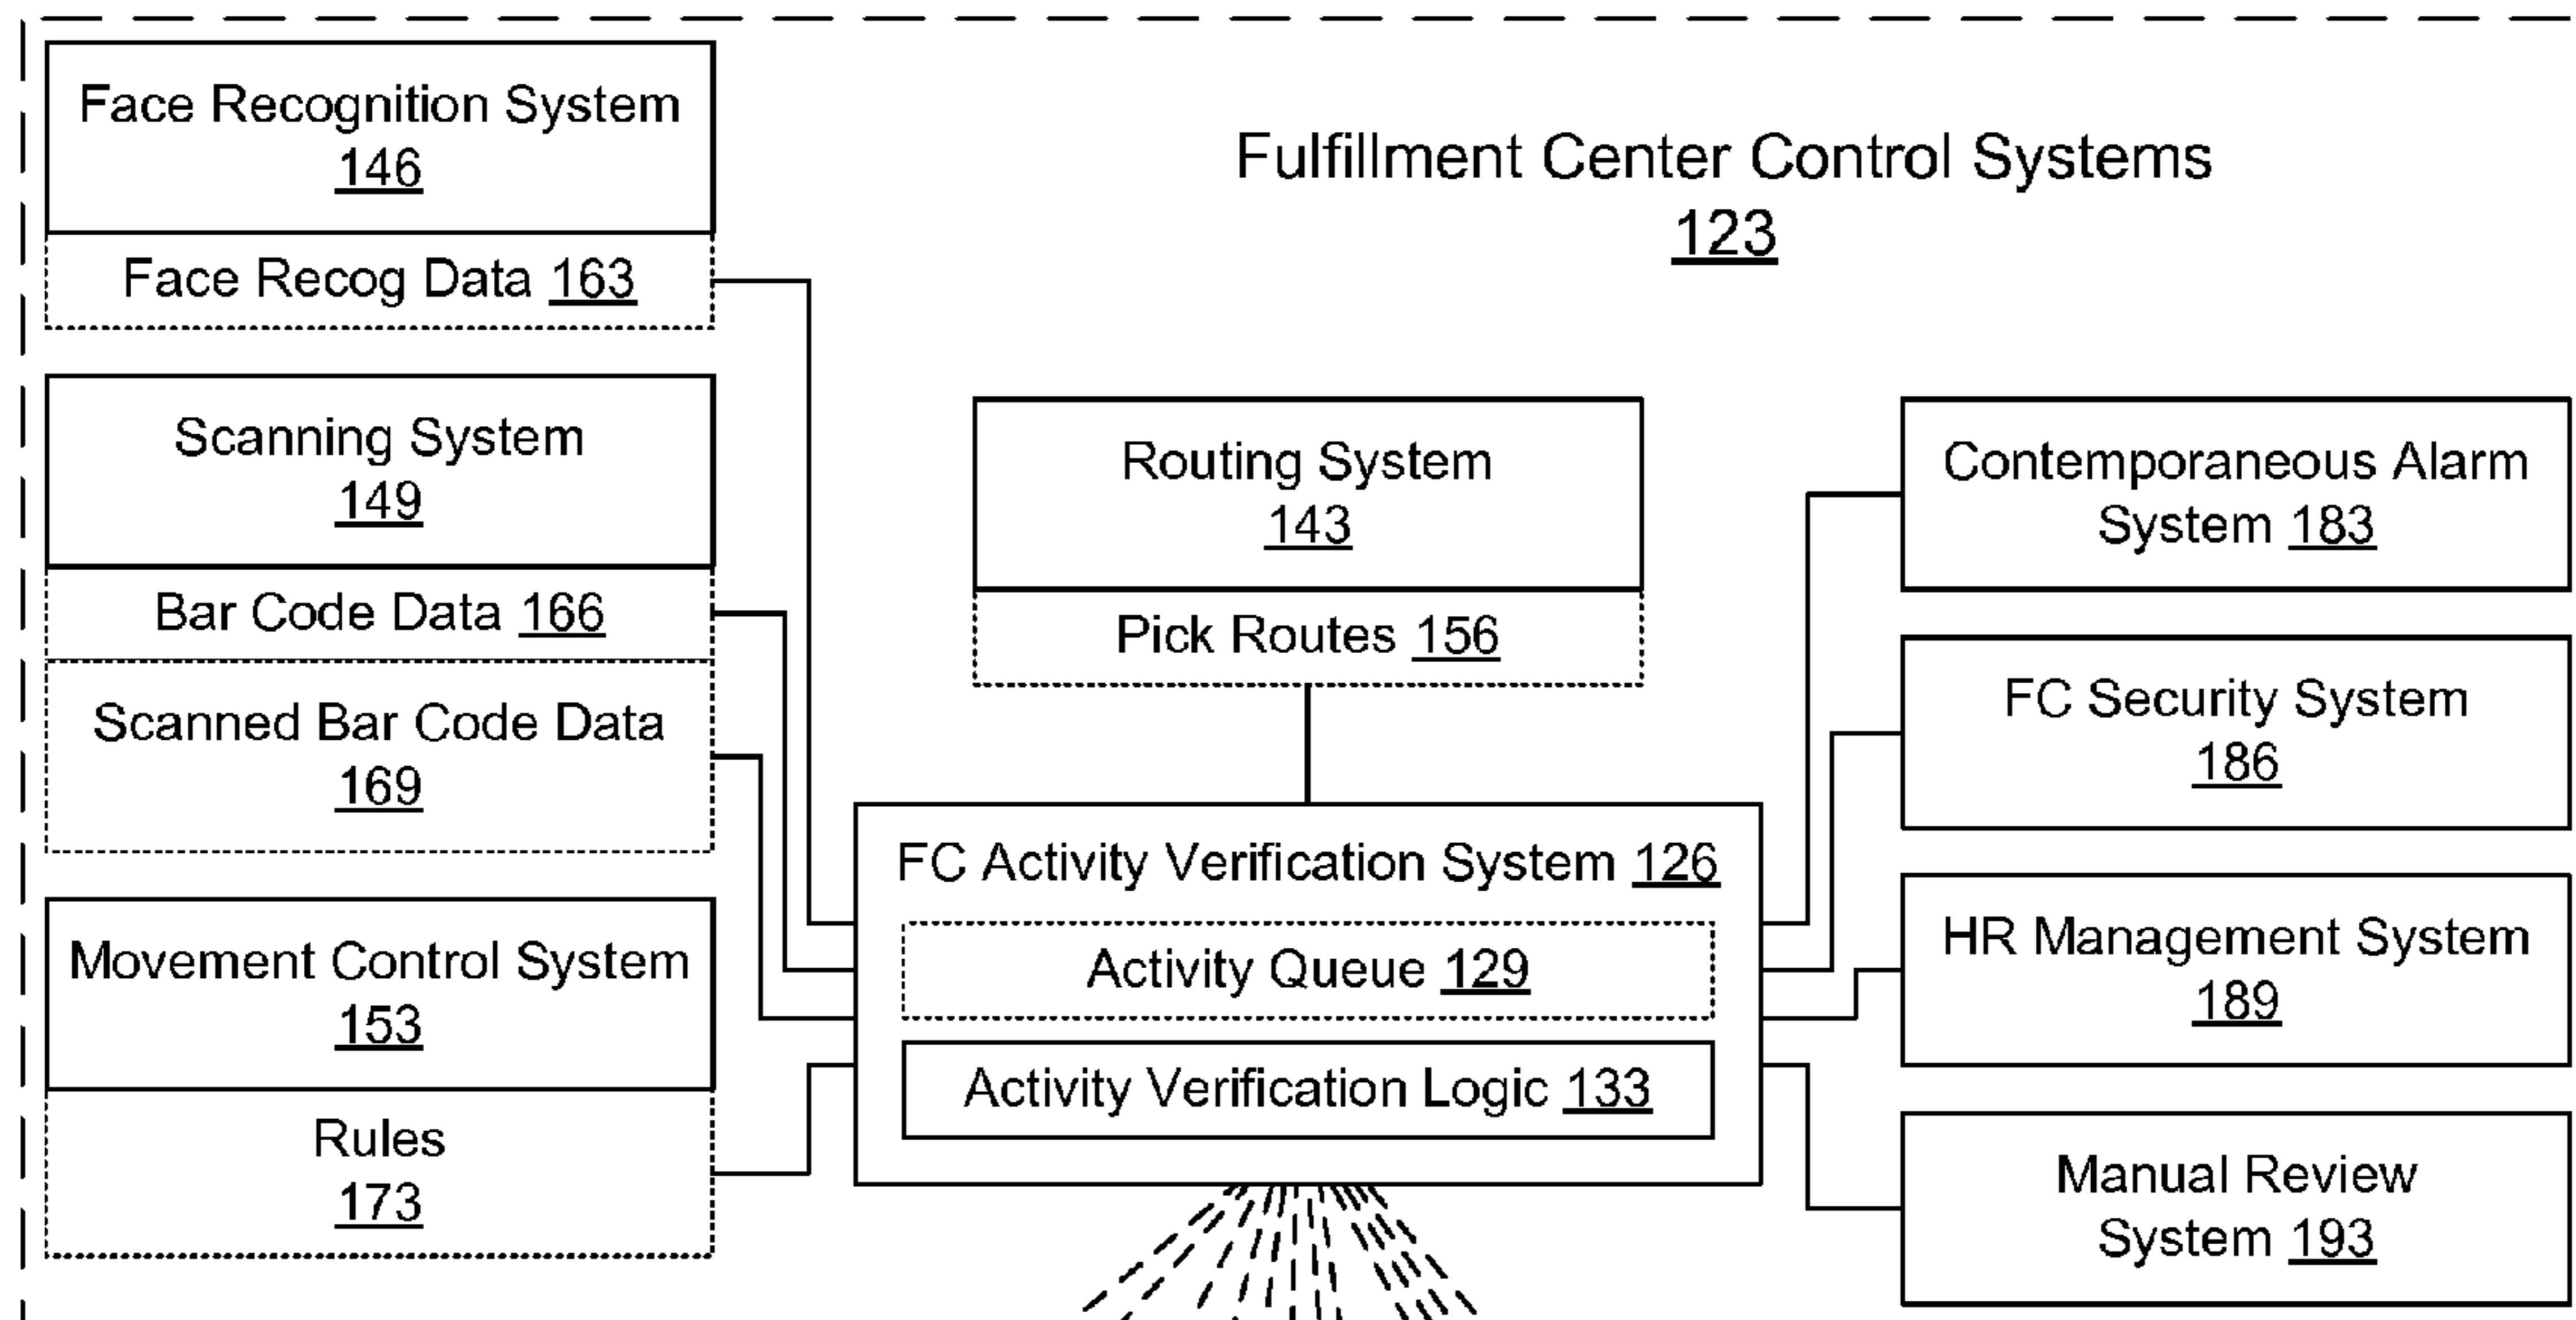 Face Recognition System
146
Face Recog Data 163
Fulfillment Center Control Systems
123
Scanning System
149
Bar Code Data 166
Scanned Bar Code Data
169
Movement Control System
153
Rules
173
Routing System
143
Pick Routes 156
FC Activity Verification System 126
Activity Queue 129
Activity Verification Logic 133
Contemporaneous Alarm
System 183
FC Security System
186
HR Management System
189
Manual Review
System 193